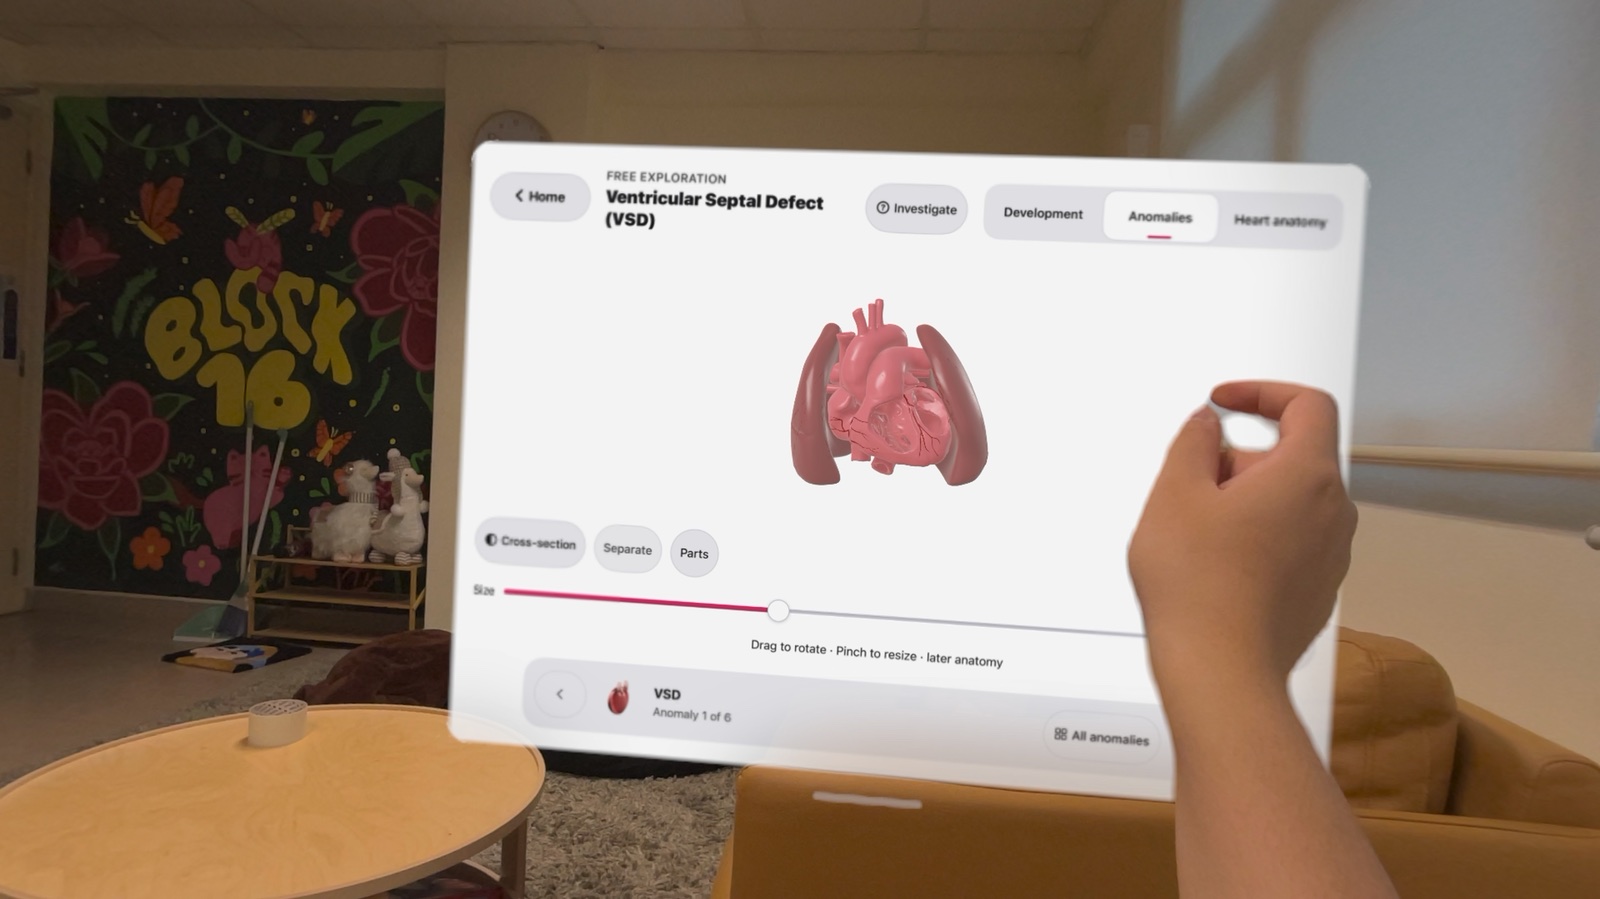 BLOCK
16
Home
FREE EXPLORATION
Ventricular Septal Defect
(VSD)
Investigate
Development
Anomalies
Heart anatomy
Cross-section
Separate
Parts
Size
Drag to rotate · Pinch to resize · later anatomy
VSD
Anomaly 1 of 6
All anomalies